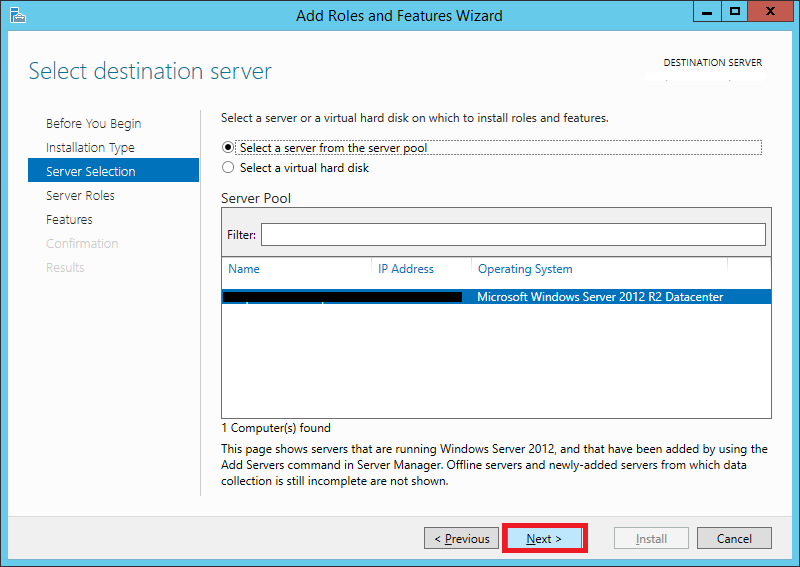 Add Roles and Features Wizard
Select destination server
DESTINATION SERVER
Before You Begin
Installation Type
Server Selection
Server Roles
Features
Confirmation
Results
Select a server or a virtual hard disk on which to install roles and features.
Select a server from the server pool
Select a virtual hard disk
Server Pool
Filter:
Name IP Address Operating System
Microsoft Windows Server 2012 R2 Datacenter
1 Computer(s) found
This page shows servers that are running Windows Server 2012, and that have been added by using the
Add Servers command in Server Manager. Offline servers and newly-added servers from which data
collection is still incomplete are not shown.
< Previous Next > Install Cancel